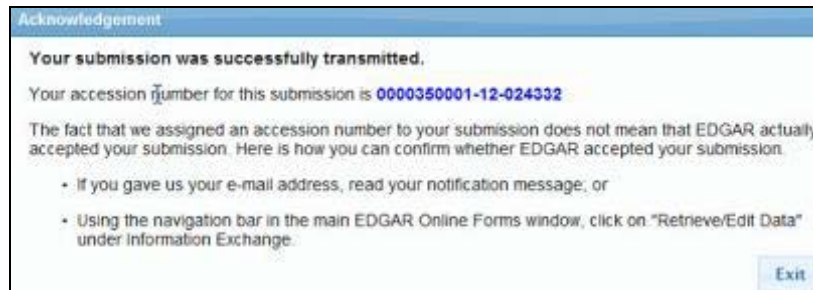 Acknowledgement
Your submission was successfully transmitted.
Your accession number for this submission is 0000350001-12-024332
The fact that we assigned an accession number to your submission does not mean that EDGAR actually
accepted your submission. Here is how you can confirm whether EDGAR accepted your submission.
• If you gave us your e-mail address, read your notification message; or
• Using the navigation bar in the main EDGAR Online Forms window, click on "Retrieve/Edit Data"
under Information Exchange.
Exit